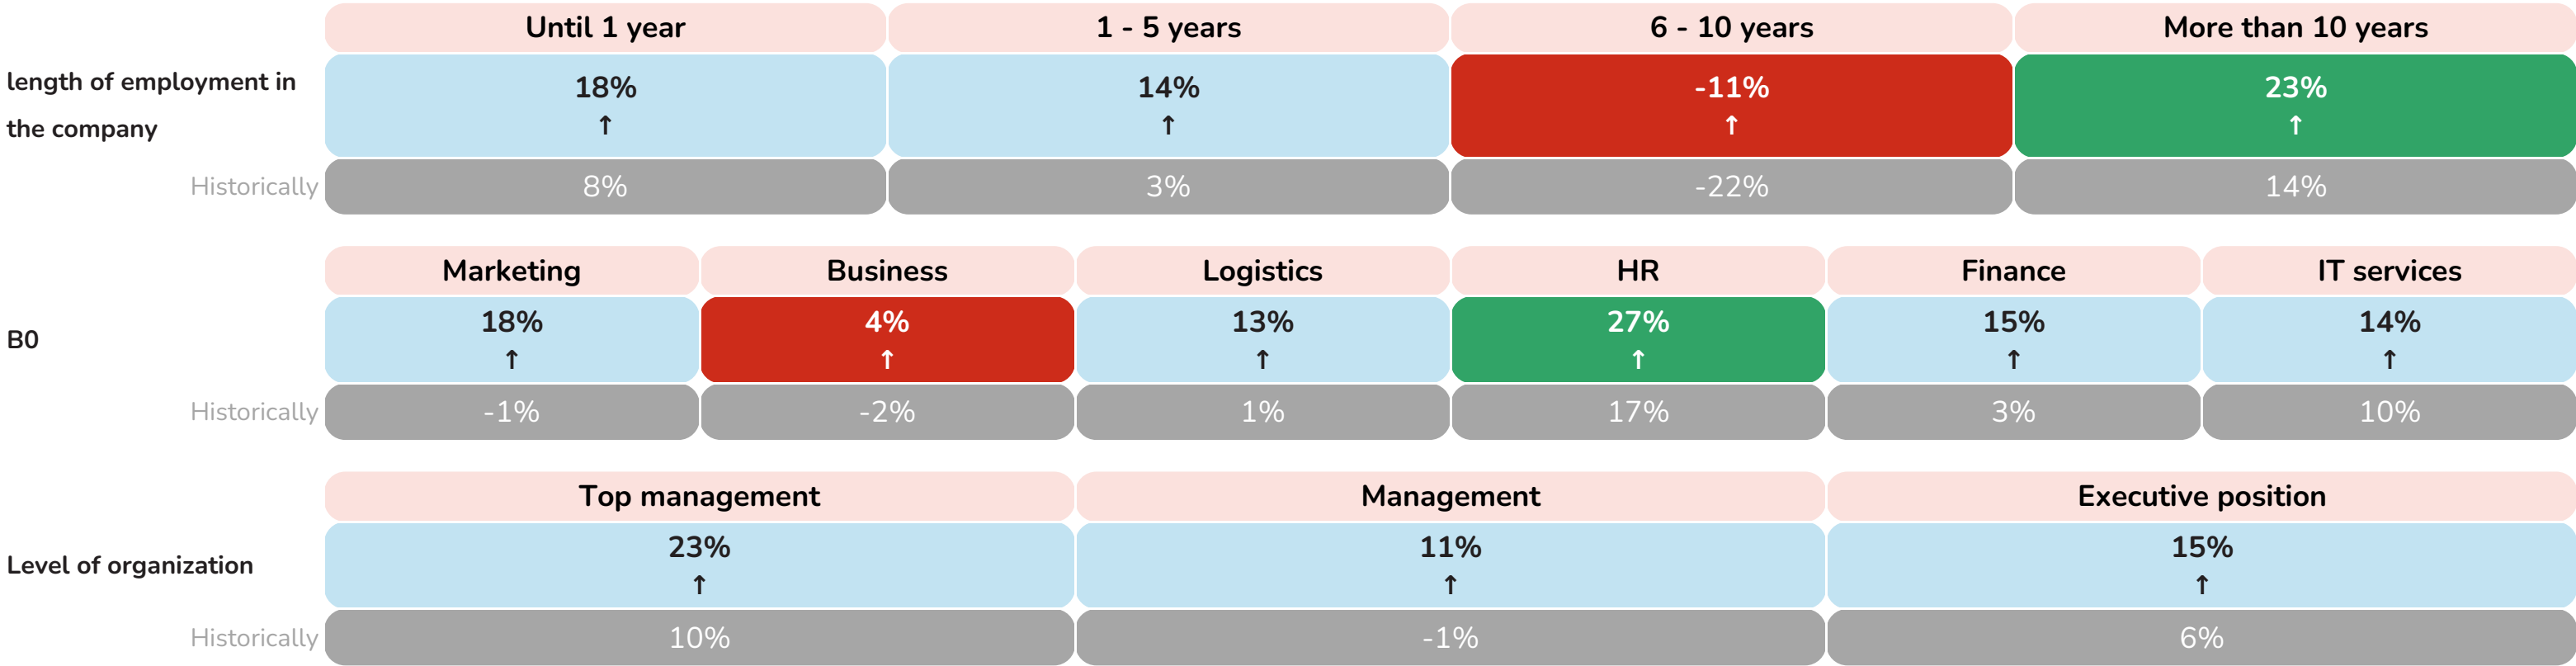 Until 1 year 1 - 5 years 6 - 10 years More than 10 years
length of employment in
the company
18% 14% -11% 23%
↑ ↑ ↑ ↑
Historically 8% 3% -22% 14%
Marketing Business Logistics HR Finance IT services
B0
18% 4% 13% 27% 15% 14%
↑ ↑ ↑ ↑ ↑ ↑
Historically -1% -2% 1% 17% 3% 10%
Top management Management Executive position
Level of organization
23% 11% 15%
↑ ↑ ↑
Historically 10% -1% 6%